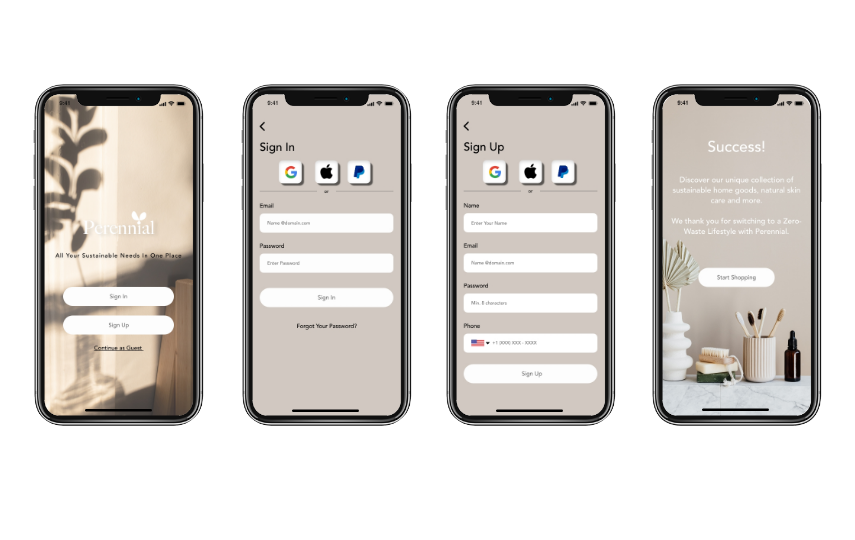 9:41
Perennial
All Your Sustainable Needs In One Place
Sign In
Sign Up
Continue as Guest
9:41
Sign In
or
Email
Name @domain.com
Password
Enter Password
Sign In
Forgot Your Password?
9:41
Sign Up
or
Name
Enter Your Name
Email
Name @domain.com
Password
Min. 8 characters
Phone
+1 (XXX) XXX - XXXX
Sign Up
9:41
Success!
Discover our unique collection of
sustainable home goods, natural skin
care and more.
We thank you for switching to a Zero-
Waste Lifestyle with Perennial.
Start Shopping